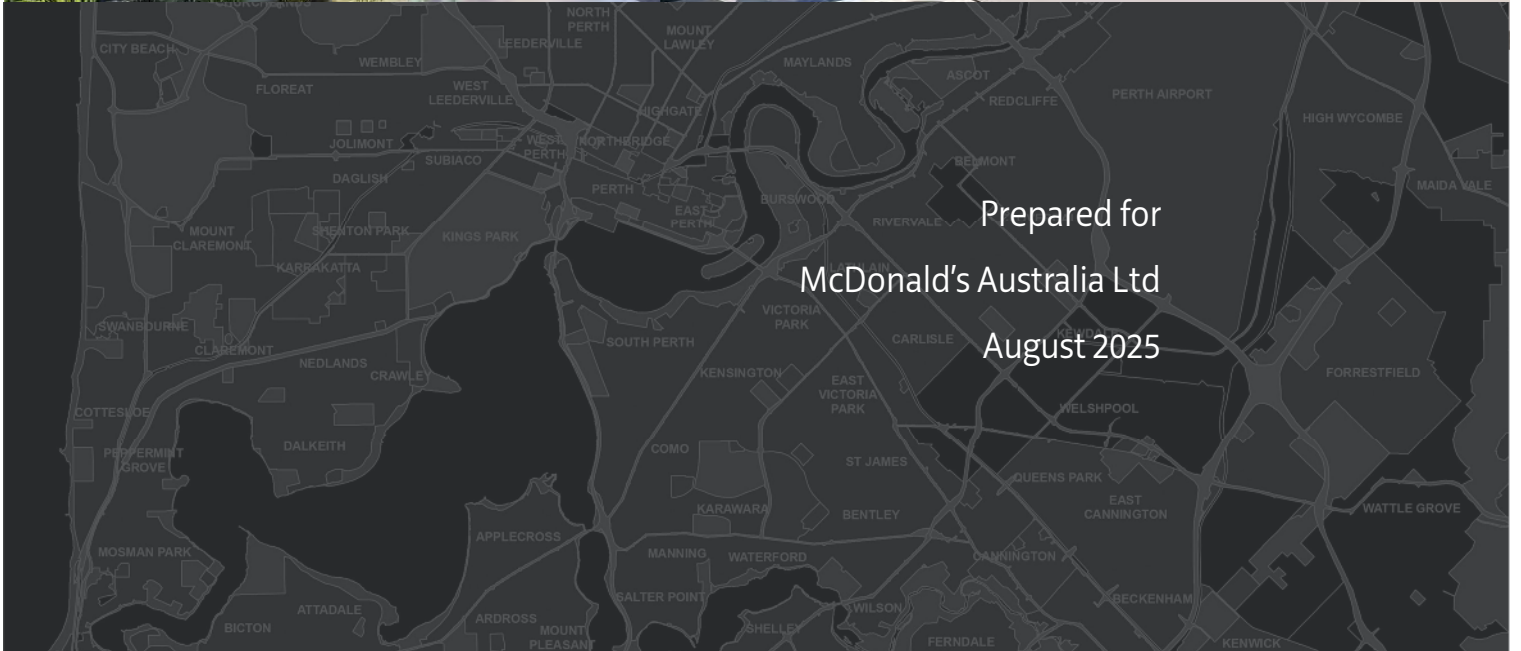 NORTH
PERTH
MOUNT
LAWLEY
LEEDERVILLE
CITY BEACH
WEMBLEY
MAYLANDS
ASCOT
FLOREAT
WEST
LEEDERVILLE
REDCLIFFE
PERTH AIRPORT
HIGHGATE
HIGH WYCOMBE
JOLIMONT
WEST
PERTH
NORTHBRIDGE
SUBIACO
BELMONT
DAGLISH
MAIDA VALE
PERTH
BURSWOOD
EAST
PERTH
RIVERVALE
Prepared for
MOUNT
CLAREMONT
SHENTON PARK
KINGS PARK
KARRAKATTA
LATHLAIN
McDonald's Australia Ltd
VICTORIA
PARK
SWANBOURNE
CLAREMONT
SOUTH PERTH
CARLISLE
KEWDALE
August 2025
NEDLANDS
CRAWLEY
KENSINGTON
FORRESTFIELD
EAST
VICTORIA
PARK
COTTESLOE
WELSHPOOL
DALKEITH
PEPPERMINT
GROVE
COMO
ST JAMES
QUEENS PARK
EAST
CANNINGTON
KARAWARA
BENTLEY
WATTLE GROVE
APPLECROSS
MOSMAN PARK
MANNING
WATERFORD
CANNINGTON
SALTER POINT
BECKENHAM
ATTADALE
ARDROSS
WILSON
BICTON
MOUNT
PLEASANT
SHELLEY
FERNDALE
KENWICK